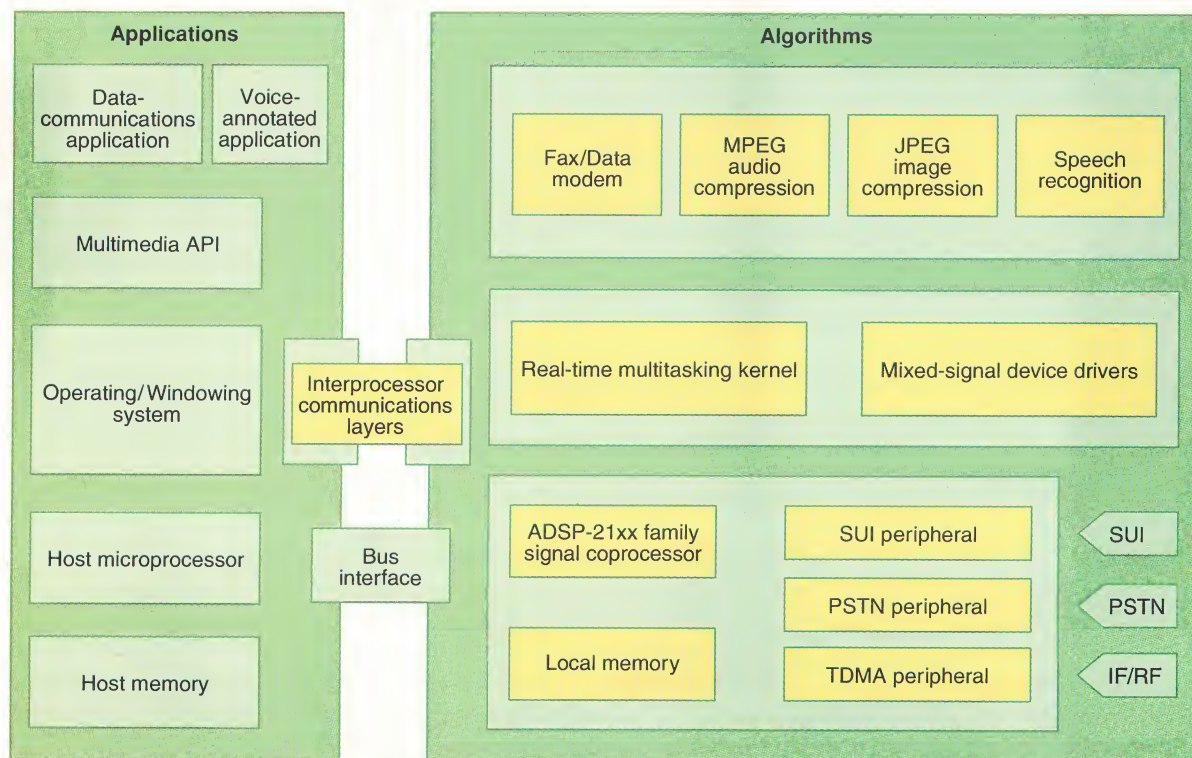 Applications
Data-
communications
application
Voice-
annotated
application
Multimedia API
Operating/Windowing
system
Host microprocessor
Host memory
Interprocessor
communications
layers
Bus
interface
Algorithms
Fax/Data
modem
MPEG
audio
compression
JPEG
image
compression
Speech
recognition
Real-time multitasking kernel
Mixed-signal device drivers
ADSP-21xx family
signal coprocessor
Local memory
SUI peripheral
PSTN peripheral
TDMA peripheral
SUI
PSTN
IF/RF